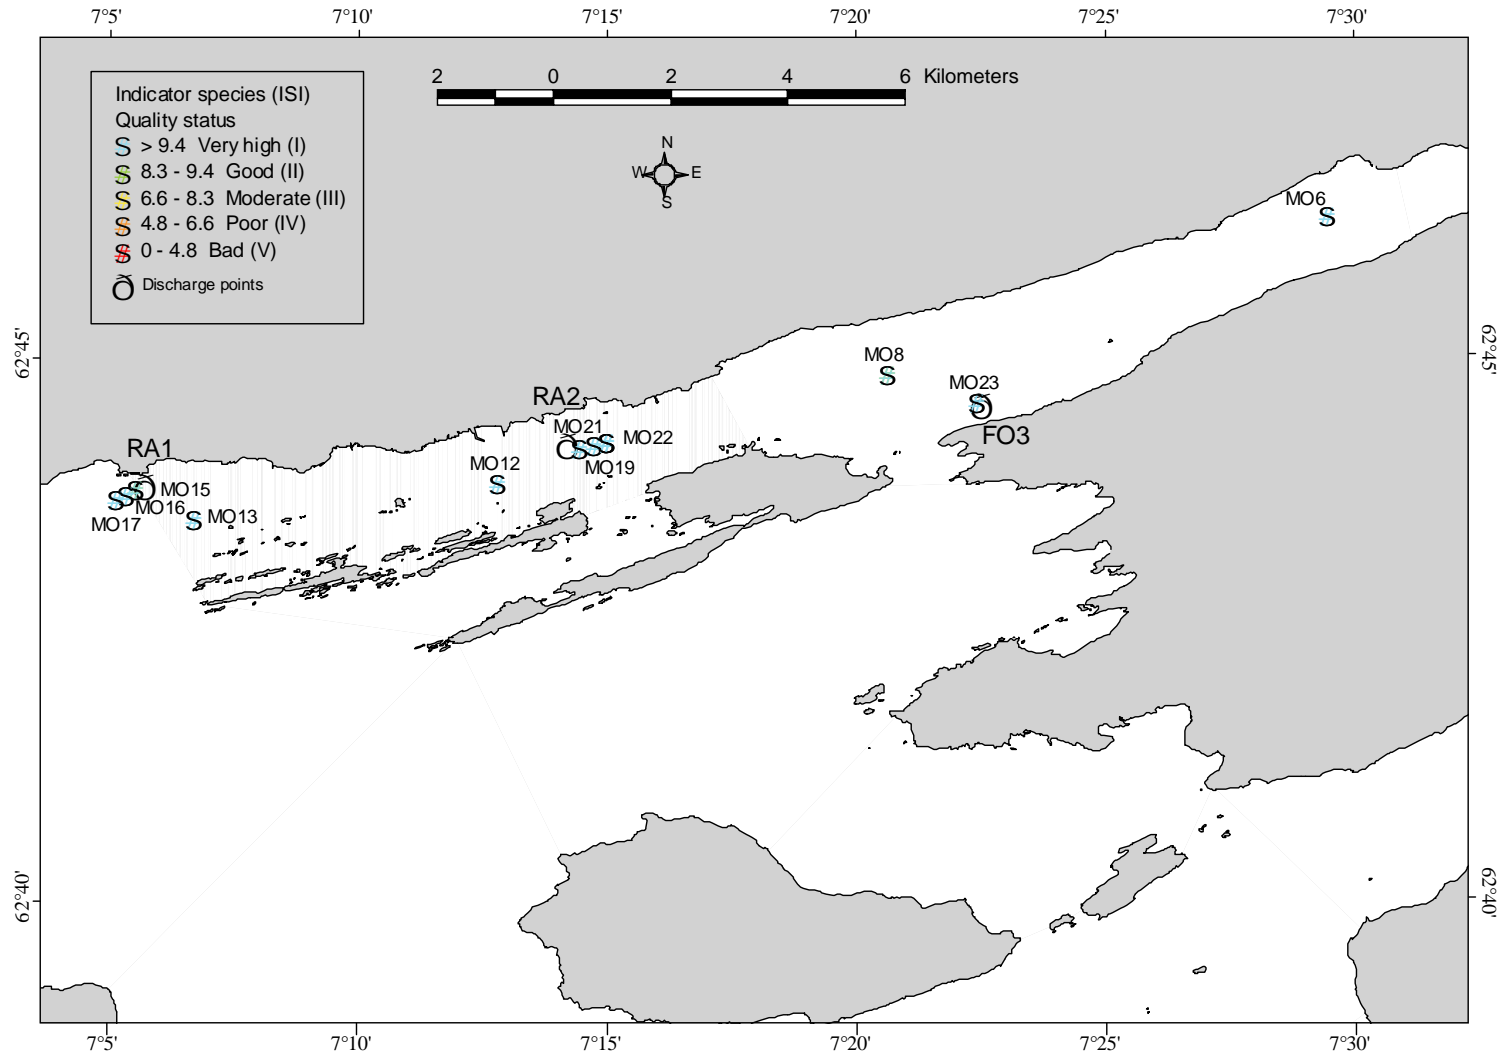 7°5' 7°10' 7°15' 7°20' 7°25' 7°30'
2 0 2 4 6 Kilometers
Indicator species (ISI)
Quality status
S > 9.4 Very high (I)
S 8.3 - 9.4 Good (II)
S 6.6 - 8.3 Moderate (III)
S 4.8 - 6.6 Poor (IV)
S 0 - 4.8 Bad (V)
Discharge points
N
W E
S
MO6
S
62°45' 62°45'
MO8
S
MO23
S
FO3
RA2
MO21
MO22
MO19
RA1
MO12
S
MO15
MO16
MO17
MO13
S
62°40' 62°40'
7°5' 7°10' 7°15' 7°20' 7°25' 7°30'